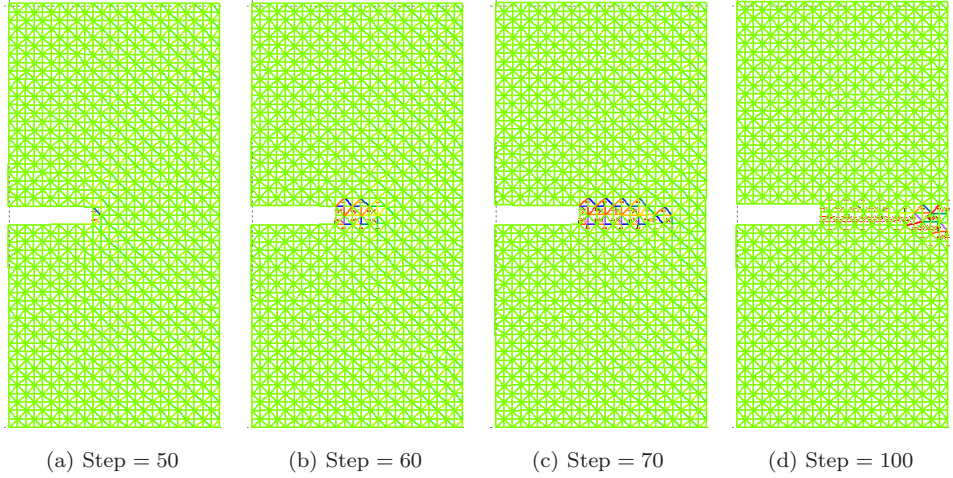 (a) Step = 50
(b) Step = 60
(c) Step = 70
(d) Step = 100